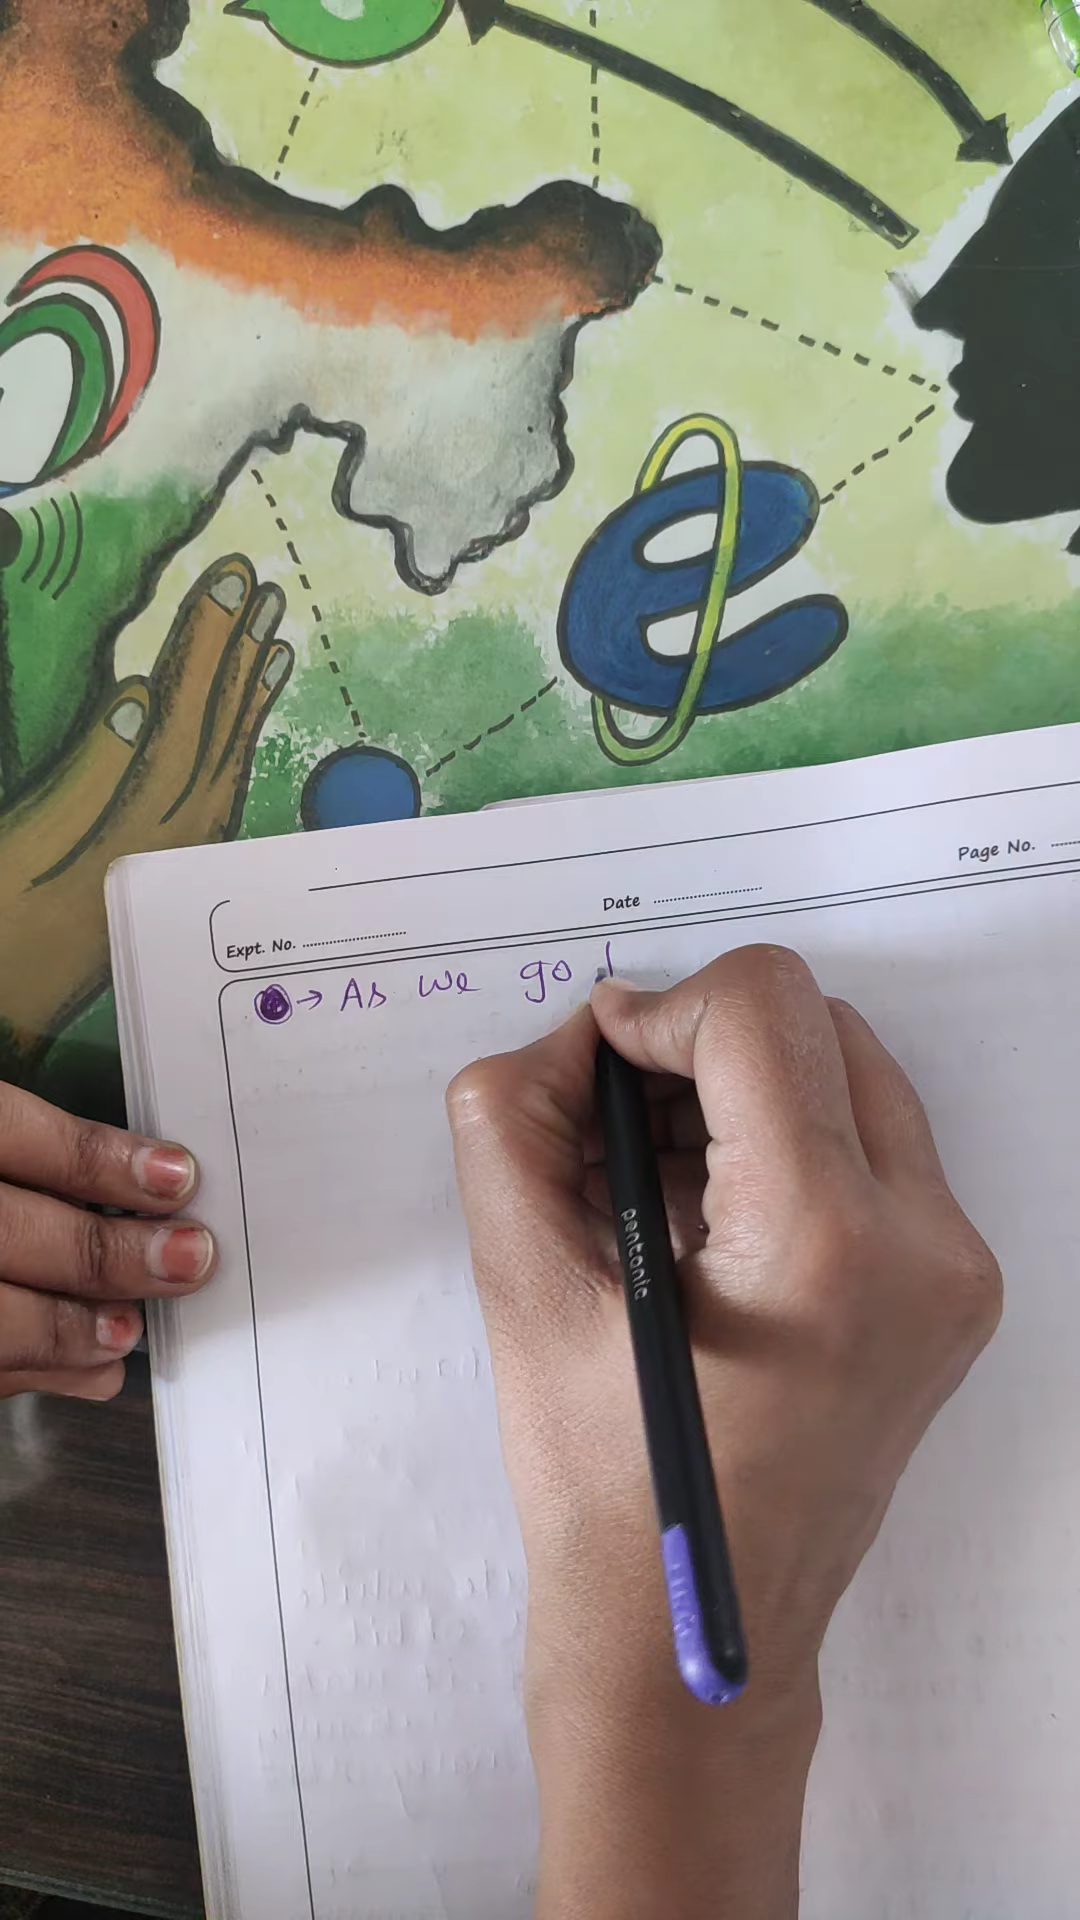 Page No.
Date
Expt. No.
→ As we go
pentonic